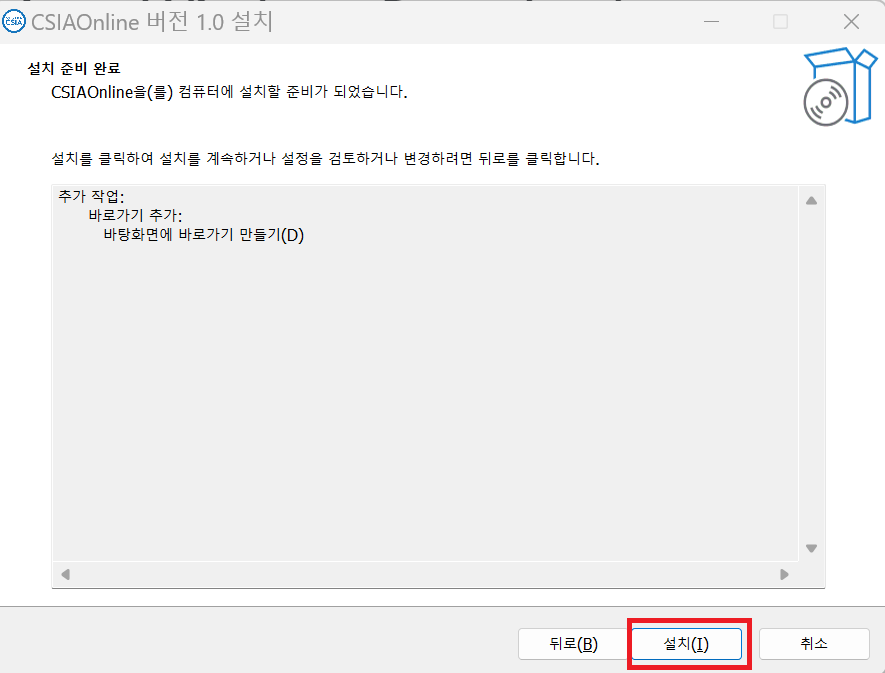 CSIA
CSIAOnline 버전 1.0 설치
설치 준비 완료
CSIAOnline을(를) 컴퓨터에 설치할 준비가 되었습니다.
설치를 클릭하여 설치를 계속하거나 설정을 검토하거나 변경하려면 뒤로를 클릭합니다.
추가 작업:
바로가기 추가:
바탕화면에 바로가기 만들기(D)
뒤로(B)
설치(I)
취소